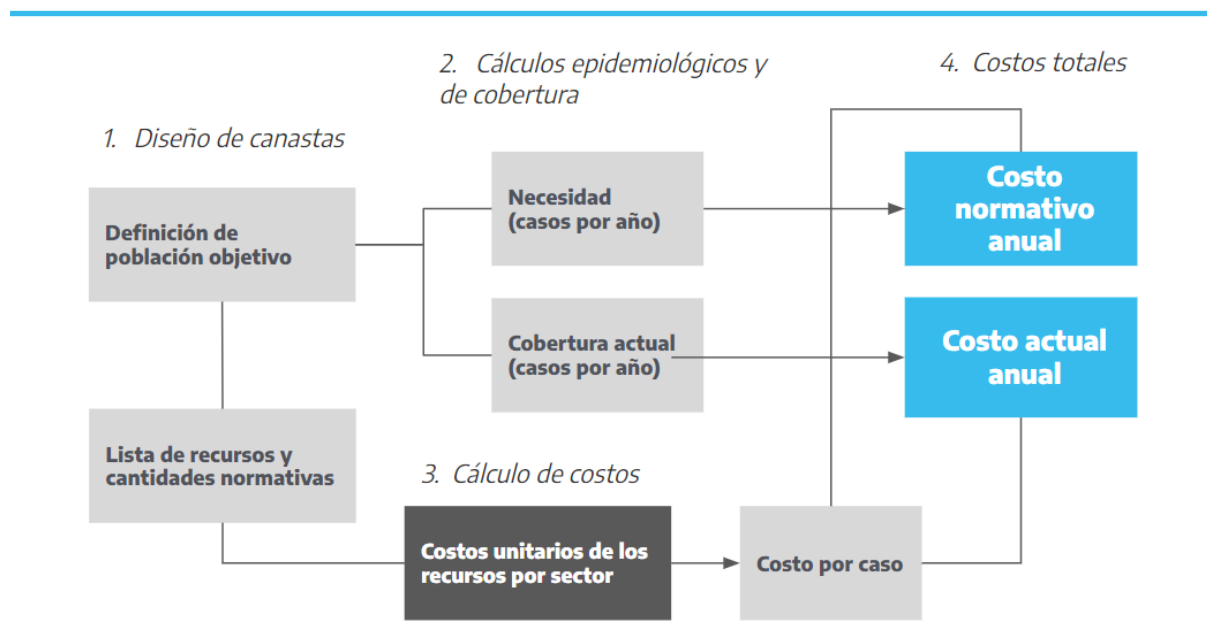 1. Diseño de canastas
Definición de
población objetivo
Lista de recursos y
cantidades normativas
2. Cálculos epidemiológicos y
de cobertura
Necesidad
(casos por año)
Cobertura actual
(casos por año)
3. Cálculo de costos
Costos unitarios de los
recursos por sector
Costo por caso
4. Costos totales
Costo
normativo
anual
Costo actual
anual